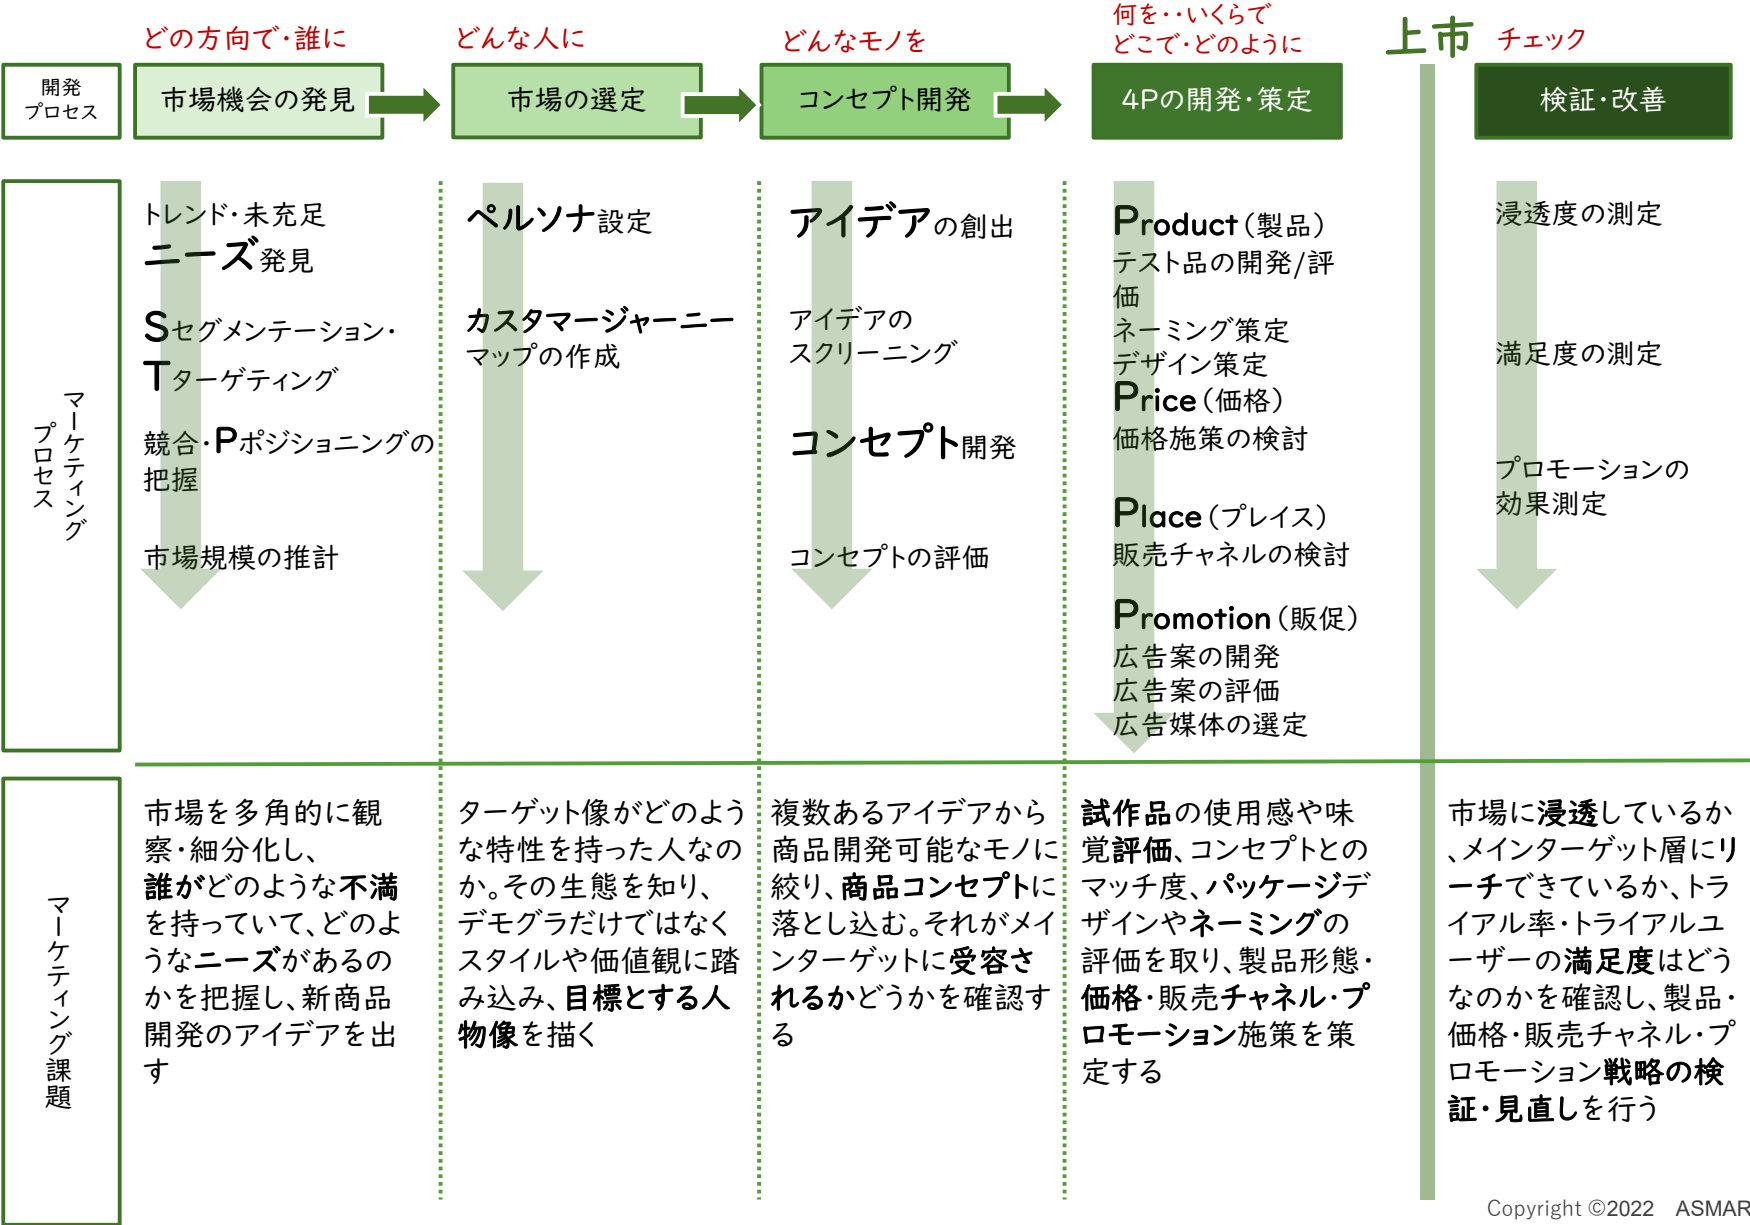 どの方向で・誰に
どんな人に
どんなモノを
何を・・いくらで
どこで・どのように
上市
チェック
開発
プロセス
市場機会の発見
市場の選定
コンセプト開発
4Pの開発・策定
検証・改善
マーケティング
プロセス
トレンド・未充足
ニーズ発見
Sセグメンテーション・
Tターゲティング
競合・Pポジショニングの
把握
市場規模の推計
ペルソナ設定
カスタマージャーニー
マップの作成
アイデアの創出
アイデアの
スクリーニング
コンセプト開発
コンセプトの評価
Product(製品)
テスト品の開発/評
価
ネーミング策定
デザイン策定
Price(価格)
価格施策の検討
Place(プレイス)
販売チャネルの検討
Promotion(販促)
広告案の開発
広告案の評価
広告媒体の選定
浸透度の測定
満足度の測定
プロモーションの
効果測定
マーケティング課題
市場を多角的に観
察・細分化し、
誰がどのような不満
を持っていて、どのよ
うなニーズがあるの
かを把握し、新商品
開発のアイデアを出
す
ターゲット像がどのよう
な特性を持った人なの
か。その生態を知り、
デモグラだけではなく
スタイルや価値観に踏
み込み、目標とする人
物像を描く
複数あるアイデアから
商品開発可能なモノに
絞り、商品コンセプトに
落とし込む。それがメイ
ンターゲットに受容さ
れるかどうかを確認す
る
試作品の使用感や味
覚評価、コンセプトとの
マッチ度、パッケージデ
ザインやネーミングの
評価を取り、製品形態・
価格・販売チャネル・プ
ロモーション施策を策
定する
市場に浸透しているか
、メインターゲット層にリ
ーチできているか、トラ
イアル率・トライアルユ
ーザーの満足度はどう
なのかを確認し、製品・
価格・販売チャネル・プ
ロモーション戦略の検
証・見直しを行う
Copyright ©2022 ASMAR